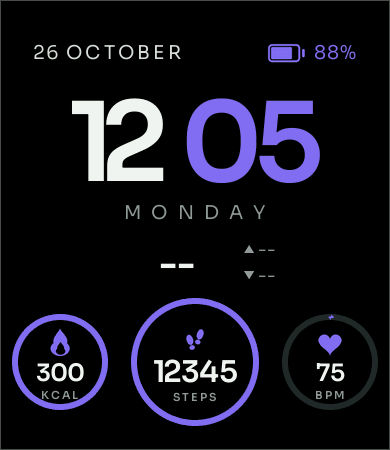 26 OCTOBER 88%
12 05
MONDAY
-- ▲ --
▼ --
300 12345 75
KCAL STEPS BPM